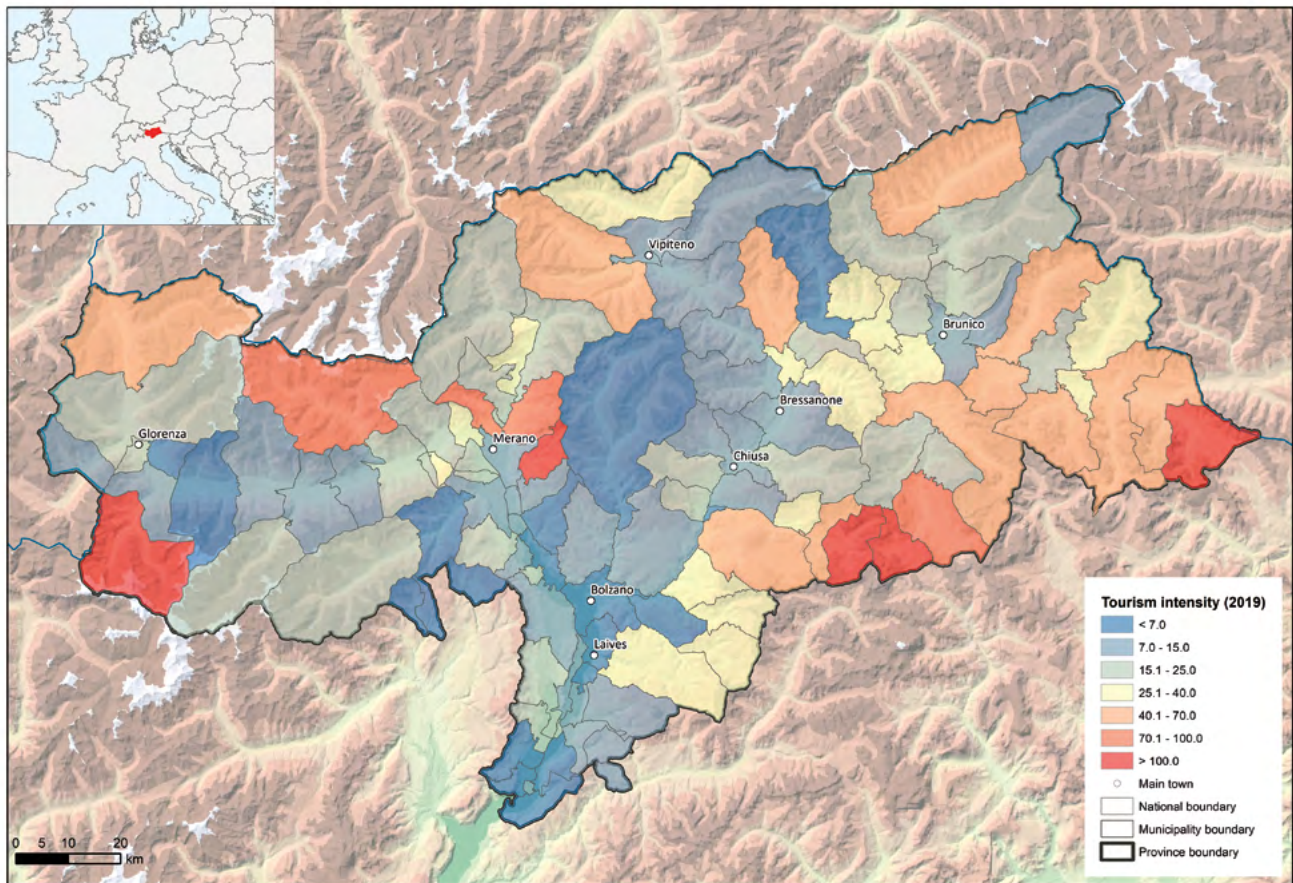 Vipiteno
Brunico
Bressanone
Glorenza
Merano
Chiusa
Bolzano
Laives
Tourism intensity (2019)
< 7.0
7.0 - 15.0
15.1 - 25.0
25.1 - 40.0
40.1 - 70.0
70.1 - 100.0
> 100.0
Main town
National boundary
Municipality boundary
Province boundary
0 5 10 20
km